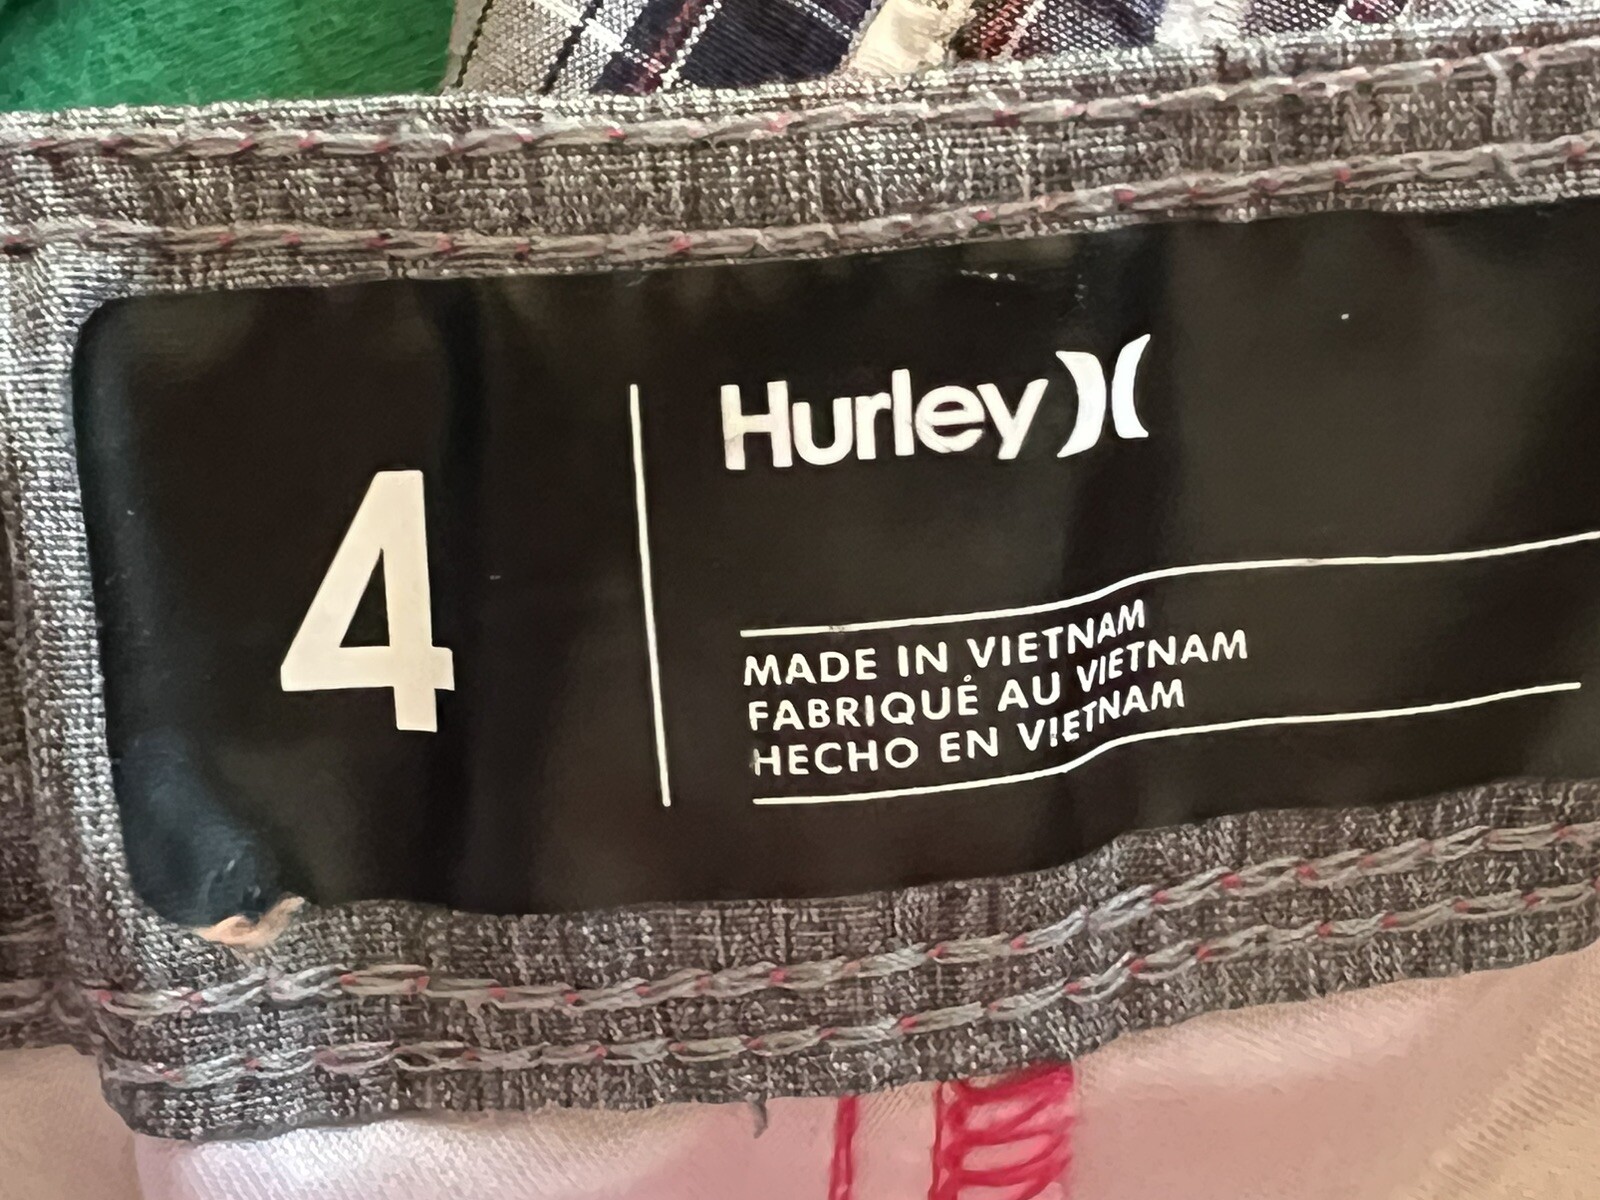 4
Hurley
MADE IN VIETNAM
FABRIQUÉ AU VIETNAM
HECHO EN VIETNAM